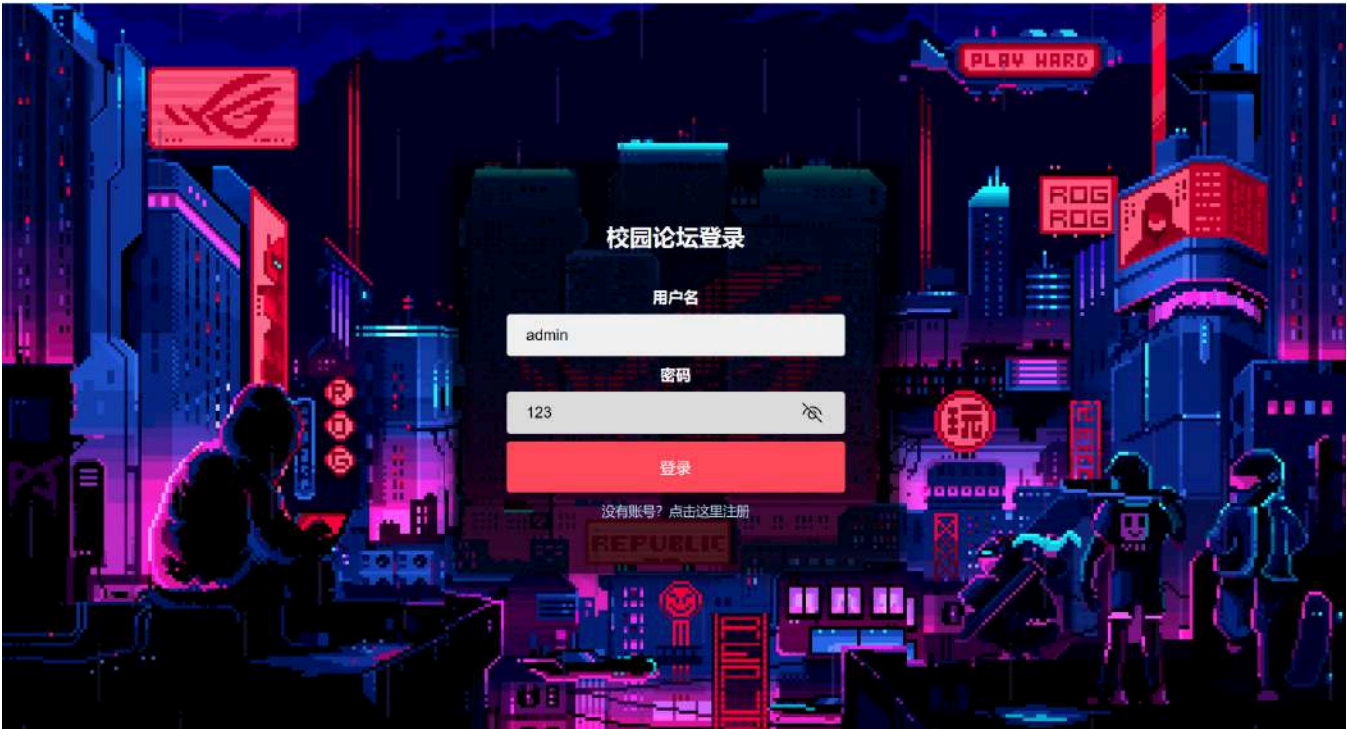 PLAY HARD
ROG
ROG
校园论坛登录
用户名
admin
密码
123
登录
没有账号？点击这里注册
R
O
G
玩
REPUBLIC